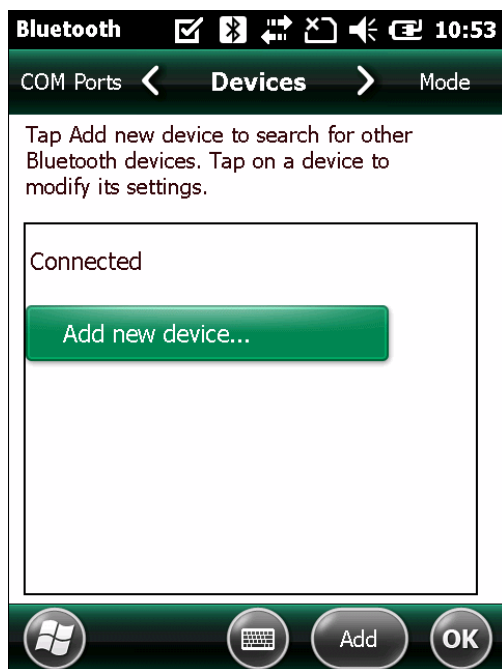 Bluetooth 10:53
COM Ports Devices Mode
Tap Add new device to search for other
Bluetooth devices. Tap on a device to
modify its settings.
Connected
Add new device...
Add OK